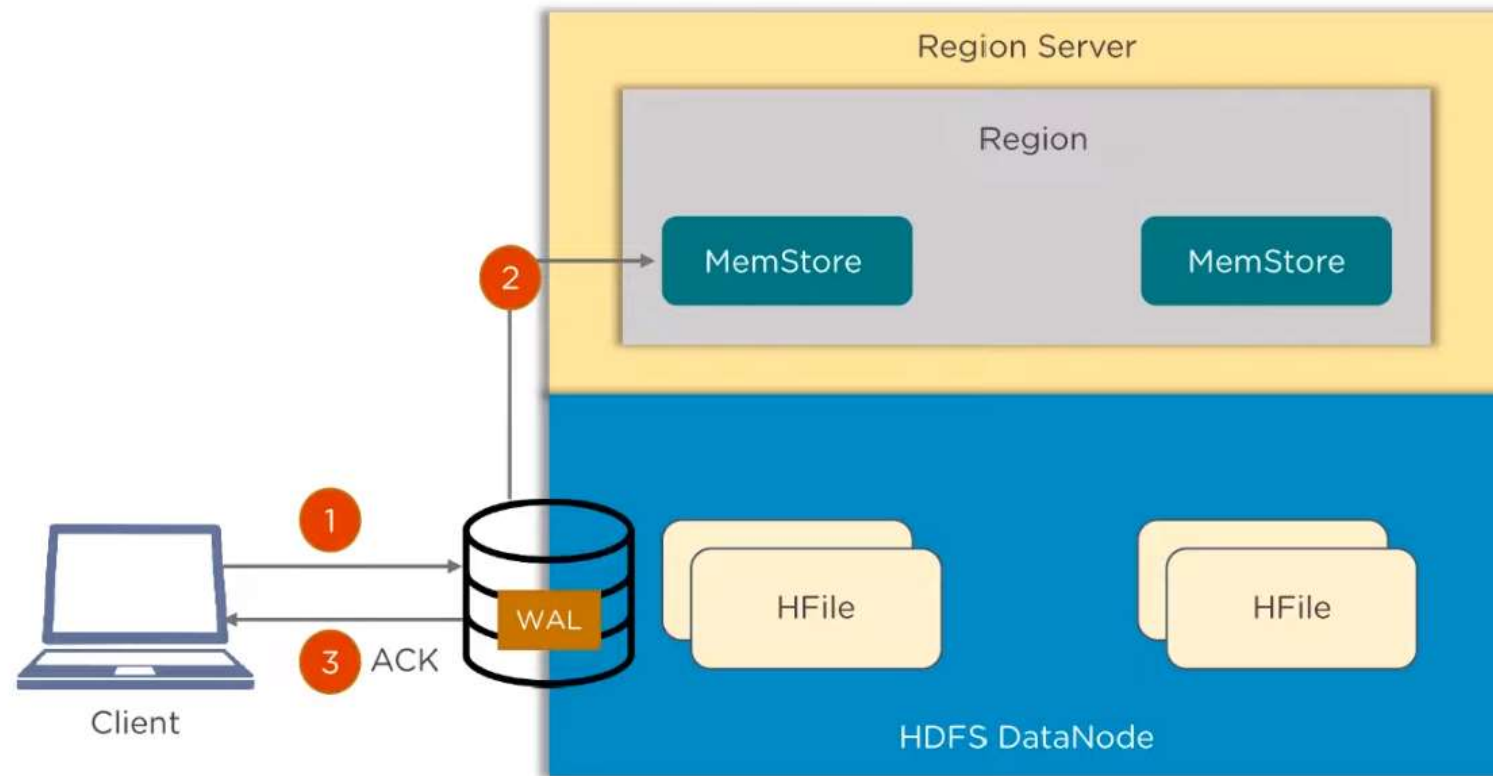 Region Server
Region
2
MemStore
MemStore
1
WAL
HFile
HFile
3 ACK
Client
HDFS DataNode